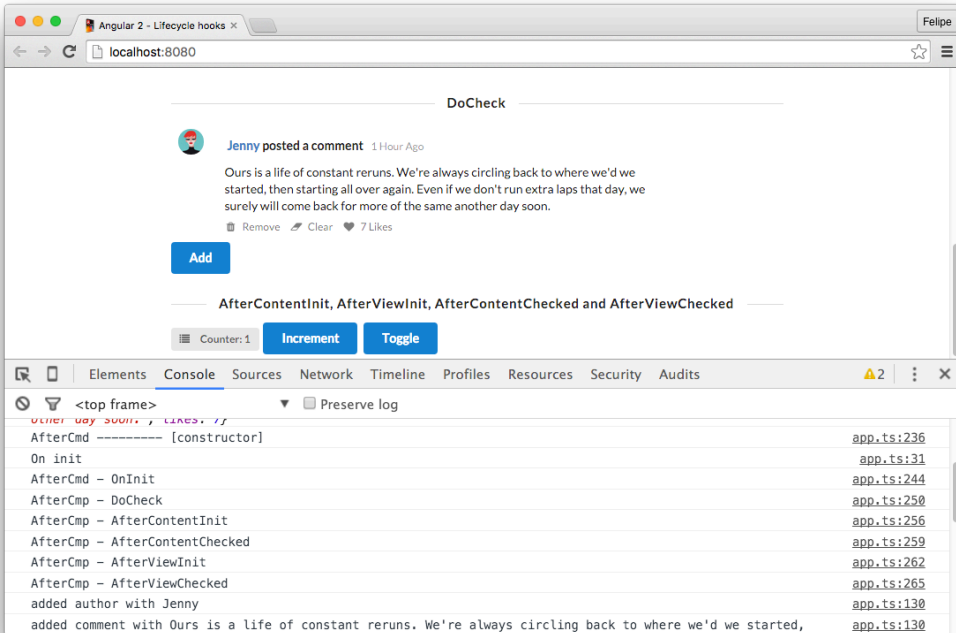 Angular 2 - Lifecycle hooks
Felipe
localhost:8080
DoCheck
Jenny posted a comment 1 Hour Ago
Ours is a life of constant reruns. We're always circling back to where we'd we
started, then starting all over again. Even if we don't run extra laps that day, we
surely will come back for more of the same another day soon.
Remove Clear 7 Likes
Add
AfterContentInit, AfterViewInit, AfterContentChecked and AfterViewChecked
Counter: 1 Increment Toggle
Elements Console Sources Network Timeline Profiles Resources Security Audits 2
<top frame> Preserve log
other day soon.", likes: 7}
AfterCmd --------- [constructor] app.ts:236
On init app.ts:31
AfterCmd - OnInit app.ts:244
AfterCmp - DoCheck app.ts:250
AfterCmp - AfterContentInit app.ts:256
AfterCmp - AfterContentChecked app.ts:259
AfterCmp - AfterViewInit app.ts:262
AfterCmp - AfterViewChecked app.ts:265
added author with Jenny app.ts:130
added comment with Ours is a life of constant reruns. We're always circling back to where we'd we started, app.ts:130